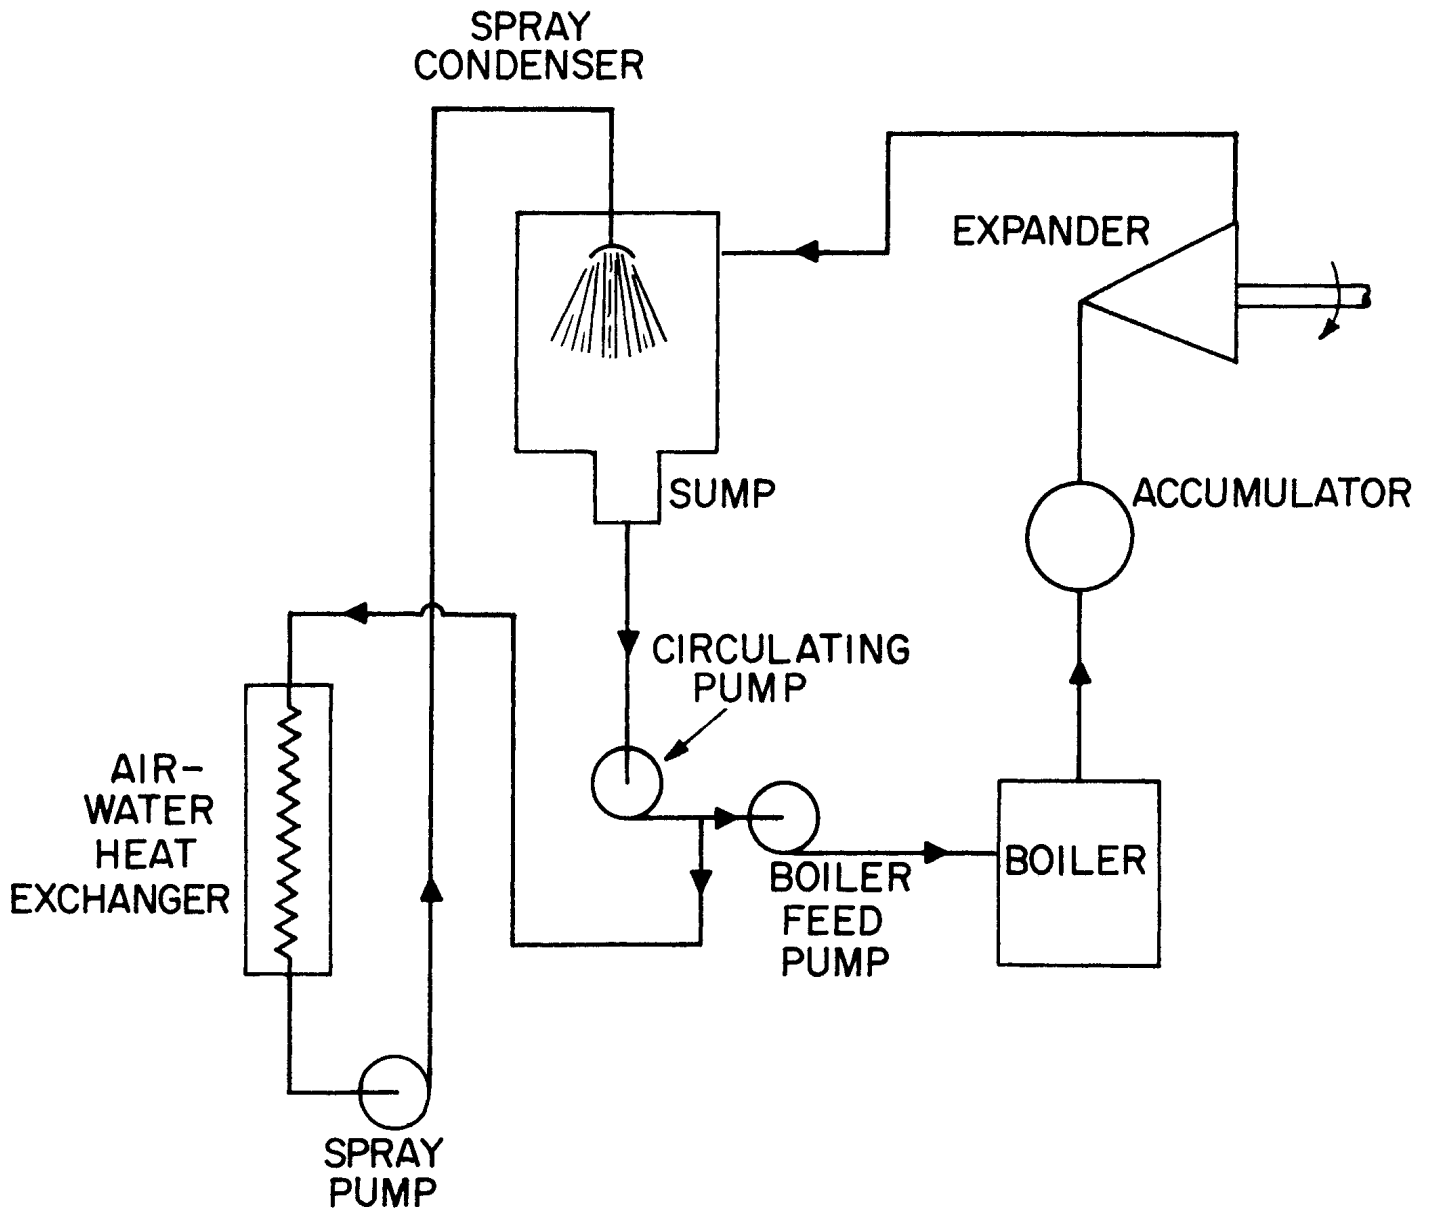 SPRAY
CONDENSER
EXPANDER
SUMP
ACCUMULATOR
CIRCULATING
PUMP
AIR-
WATER
HEAT
EXCHANGER
BOILER
FEED
PUMP
BOILER
SPRAY
PUMP